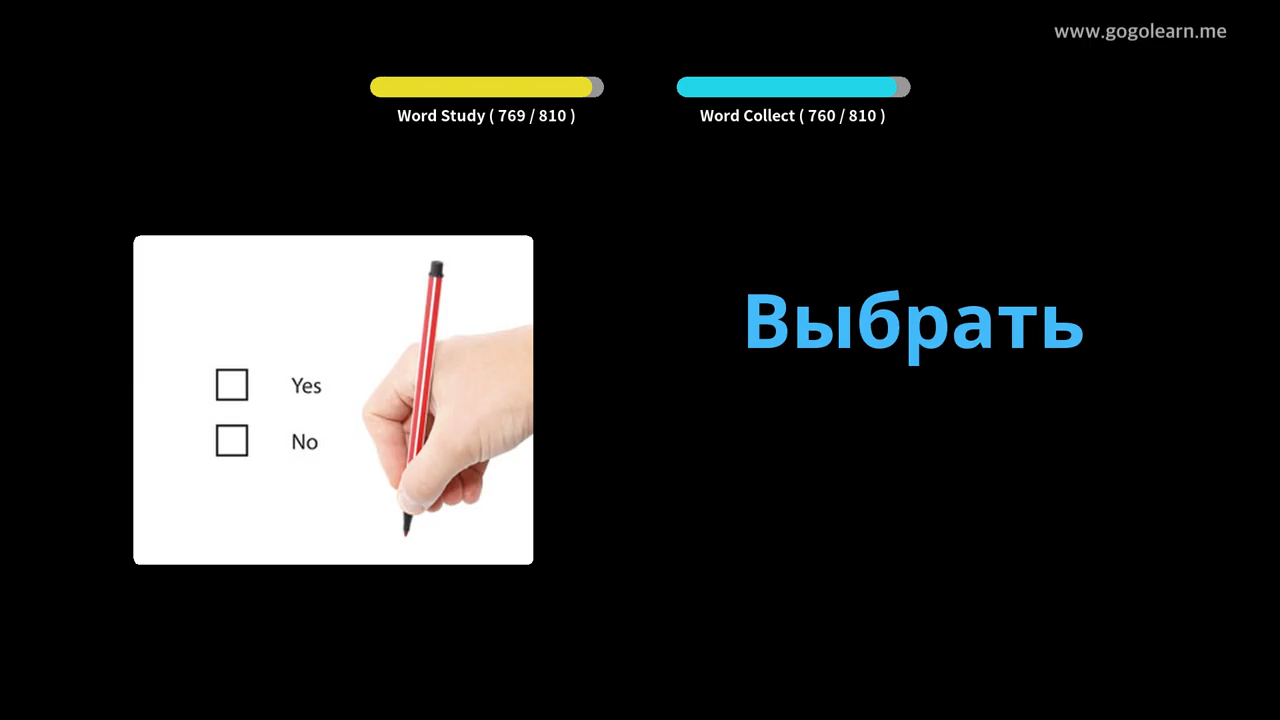 www.gogolearn.me
Word Study ( 769 / 810 )
Word Collect ( 760 / 810 )
Выбрать
Yes
No